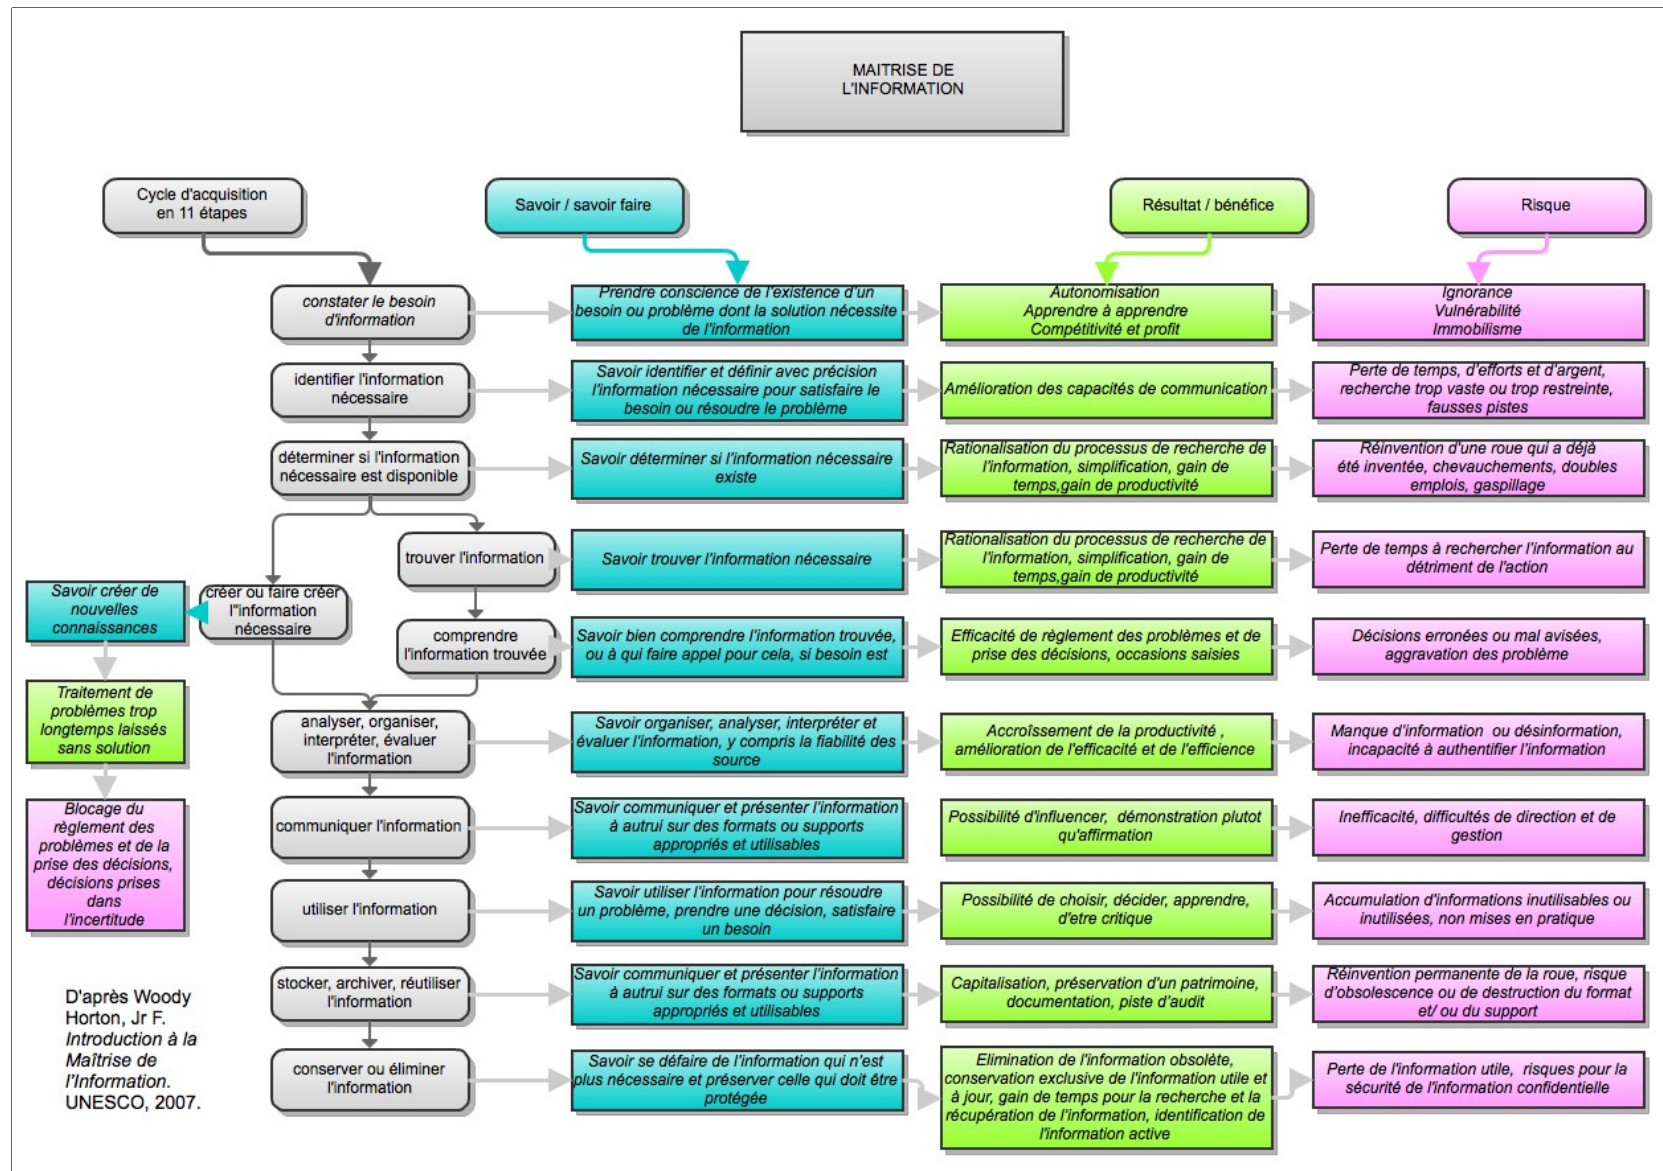 MAITRISE DE
L'INFORMATION
Cycle d'acquisition
en 11 étapes
Savoir / savoir faire
Résultat / bénéfice
Risque
constater le besoin
d'information
Prendre conscience de l'existence d'un
besoin ou problème dont la solution nécessite
de l'information
Autonomisation
Apprendre à apprendre
Compétitivité et profit
Ignorance
Vulnérabilité
Immobilisme
identifier l'information
nécessaire
Savoir identifier et définir avec précision
l'information nécessaire pour satisfaire le
besoin ou résoudre le problème
Amélioration des capacités de communication
Perte de temps, d'efforts et d'argent,
recherche trop vaste ou trop restreinte,
fausses pistes
déterminer si l'information
nécessaire est disponible
Savoir déterminer si l'information nécessaire
existe
Rationalisation du processus de recherche de
l'information, simplification, gain de
temps,gain de productivité
Réinvention d'une roue qui a déjà
été inventée, chevauchements, doubles
emplois, gaspillage
trouver l'information
Savoir trouver l'information nécessaire
Rationalisation du processus de recherche de
l'information, simplification, gain de
temps,gain de productivité
Perte de temps à rechercher l'information au
détriment de l'action
créer ou faire créer
l"information
nécessaire
Savoir créer de
nouvelles
connaissances
Traitement de
problèmes trop
longtemps laissés
sans solution
Blocage du
règlement des
problèmes et de la
prise des décisions,
décisions prises
dans
l'incertitude
comprendre
l'information trouvée
Savoir bien comprendre l'information trouvée,
ou à qui faire appel pour cela, si besoin est
Efficacité de règlement des problèmes et de
prise des décisions, occasions saisies
Décisions erronées ou mal avisées,
aggravation des problème
analyser, organiser,
interpréter, évaluer
l'information
Savoir organiser, analyser, interpréter et
évaluer l'information, y compris la fiabilité des
source
Accroîssement de la productivité ,
amélioration de l'efficacité et de l'efficience
Manque d'information ou désinformation,
incapacité à authentifier l'information
communiquer l'information
Savoir communiquer et présenter l'information
à autrui sur des formats ou supports
appropriés et utilisables
Possibilité d'influencer, démonstration plutot
qu'affirmation
Inefficacité, difficultés de direction et de
gestion
utiliser l'information
Savoir utiliser l'information pour résoudre
un problème, prendre une décision, satisfaire
un besoin
Possibilité de choisir, décider, apprendre,
d'etre critique
Accumulation d'informations inutilisables ou
inutilisées, non mises en pratique
stocker, archiver, réutiliser
l'information
Savoir communiquer et présenter l'information
à autrui sur des formats ou supports
appropriés et utilisables
Capitalisation, préservation d'un patrimoine,
documentation, piste d'audit
Réinvention permanente de la roue, risque
d'obsolescence ou de destruction du format
et/ ou du support
conserver ou éliminer
l'information
Savoir se défaire de l'information qui n'est
plus nécessaire et préserver celle qui doit être
protégée
Elimination de l'information obsolète,
conservation exclusive de l'information utile et
à jour, gain de temps pour la recherche et la
récupération de l'information, identification de
l'information active
Perte de l'information utile, risques pour la
sécurité de l'information confidentielle
D'après Woody
Horton, Jr F.
Introduction à la
Maîtrise de
l'Information.
UNESCO, 2007.